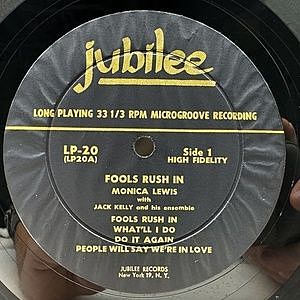 jubilee
LONG PLAYING 33 1/3 RPM MICROGROOVE RECORDING
LP-20
(LP20A)
Side 1
HIGH FIDELITY
FOOLS RUSH IN
MONICA LEWIS
with
JACK KELLY and his ensemble
FOOLS RUSH IN
WHAT'LL I DO
DO IT AGAIN
PEOPLE WILL SAY WE'RE IN LOVE
JUBILEE RECORDS
New York 19, N. Y.